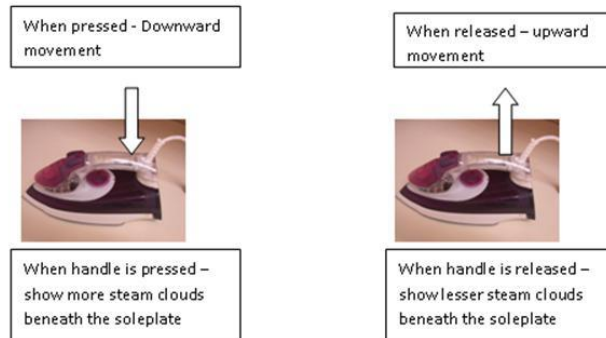 When pressed - Downward
movement
When released – upward
movement
When handle is pressed –
show more steam clouds
beneath the soleplate
When handle is released –
show lesser steam clouds
beneath the soleplate